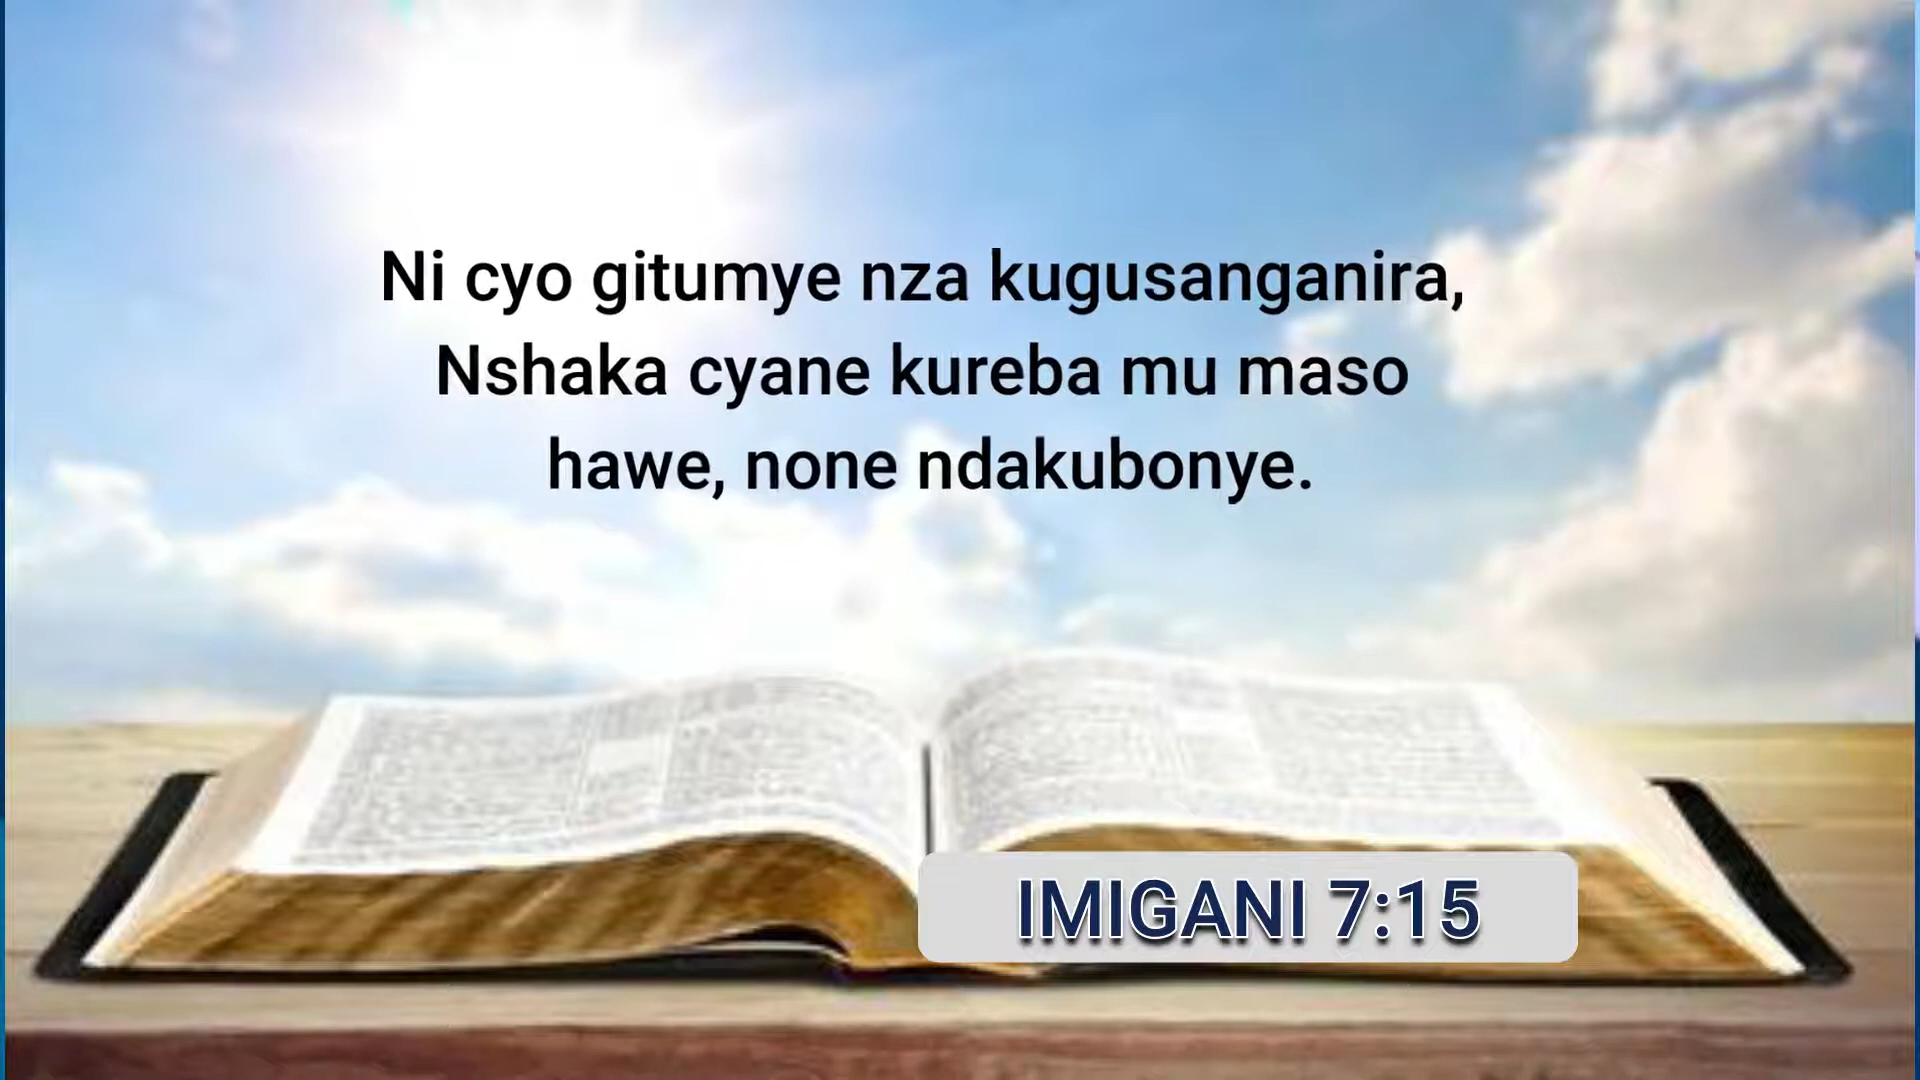 Ni cyo gitumye nza kugusanganira,
Nshaka cyane kureba mu maso
hawe, none ndakubonye.
IMIGANI 7:15